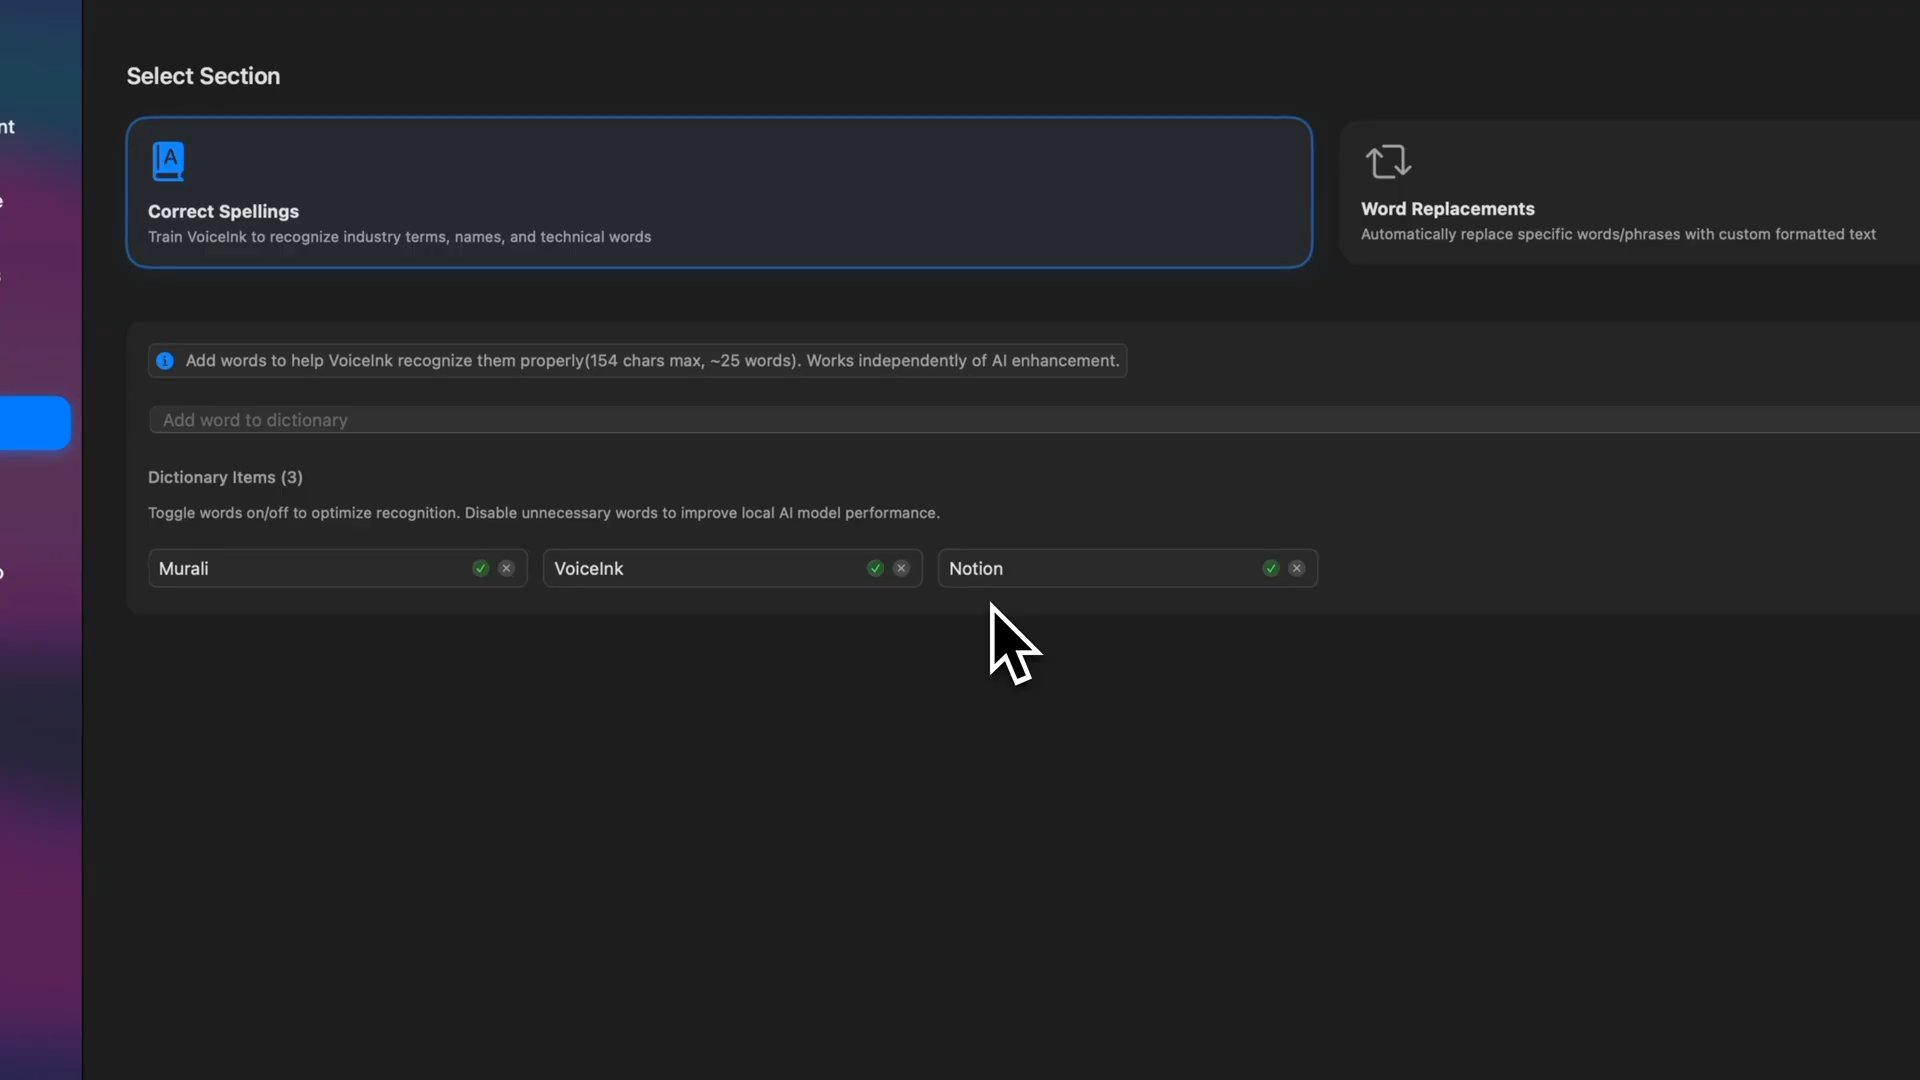 Select Section
nt
e
s
A
Correct Spellings
Train VoiceInk to recognize industry terms, names, and technical words
Word Replacements
Automatically replace specific words/phrases with custom formatted text
Add words to help VoiceInk recognize them properly(154 chars max, ~25 words). Works independently of AI enhancement.
Add word to dictionary
Dictionary Items (3)
Toggle words on/off to optimize recognition. Disable unnecessary words to improve local AI model performance.
Murali
VoiceInk
Notion
o